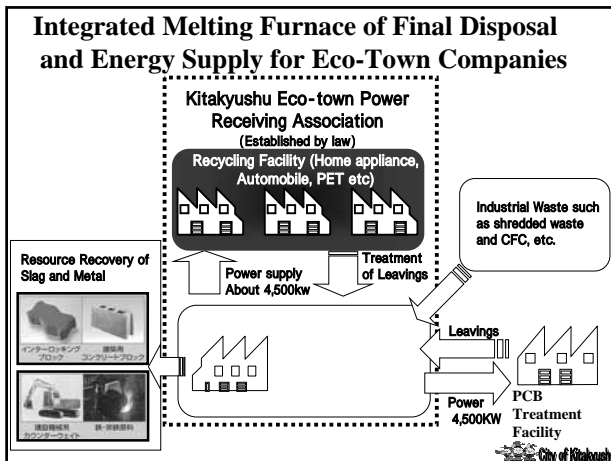 Integrated Melting Furnace of Final Disposal
and Energy Supply for Eco-Town Companies
Kitakyushu Eco-town Power
Receiving Association
(Established by law)
Recycling Facility (Home appliance,
Automobile, PET etc)
Industrial Waste such
as shredded waste
and CFC, etc.
Resource Recovery of
Slag and Metal
Power supply
About 4,500kw
Treatment
of Leavings
インターロッキング
ブロック
建築用
コンクリートブロック
建設機械用
カウンターウェイト
鉄・非鉄原料
Leavings
Power
4,500KW
PCB
Treatment
Facility
City of Kitakyush